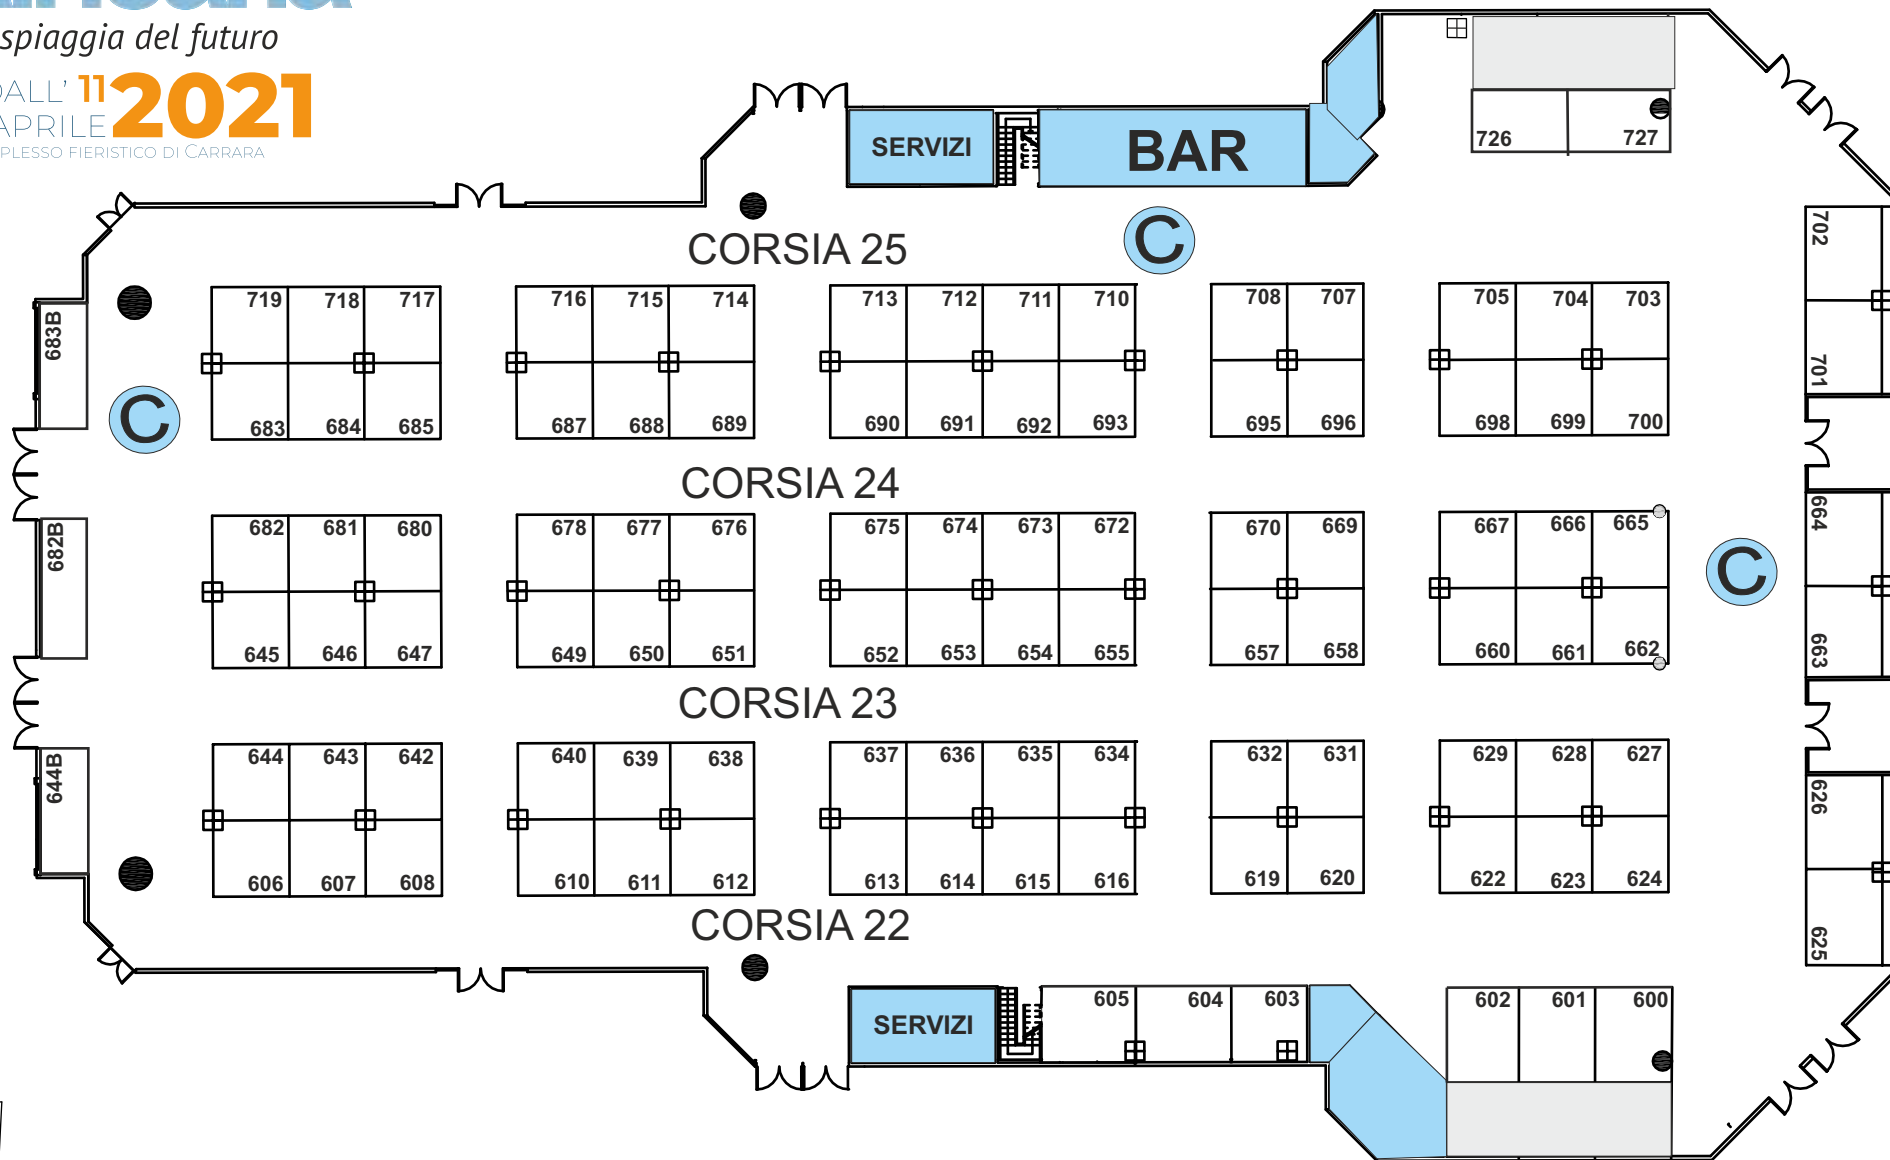 spiaggia del futuro
DALL' 11
APRILE 2021
FIERISTICO DI CARRARA
SERVIZI
BAR
726 727
C
CORSIA 25
702
701
719 718 717 716 715 714 713 712 711 710 708 707 705 704 703
683B
C
683 684 685 687 688 689 690 691 692 693 695 696 698 699 700
CORSIA 24
682 681 680 678 677 676 675 674 673 672 670 669 667 666 665
664
682B
C
663
645 646 647 649 650 651 652 653 654 655 657 658 660 661 662
CORSIA 23
644 643 642 640 639 638 637 636 635 634 632 631 629 628 627
644B
626
606 607 608 610 611 612 613 614 615 616 619 620 622 623 624
625
CORSIA 22
SERVIZI
605 604 603 602 601 600